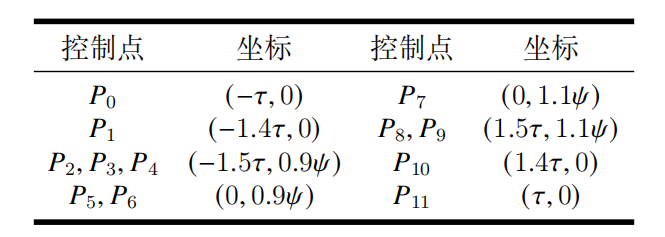 控制点 坐标 控制点 坐标
P₀ (−τ, 0) P₇ (0, 1.1ψ)
P₁ (−1.4τ, 0) P₈, P₉ (1.5τ, 1.1ψ)
P₂, P₃, P₄ (−1.5τ, 0.9ψ) P₁₀ (1.4τ, 0)
P₅, P₆ (0, 0.9ψ) P₁₁ (τ, 0)